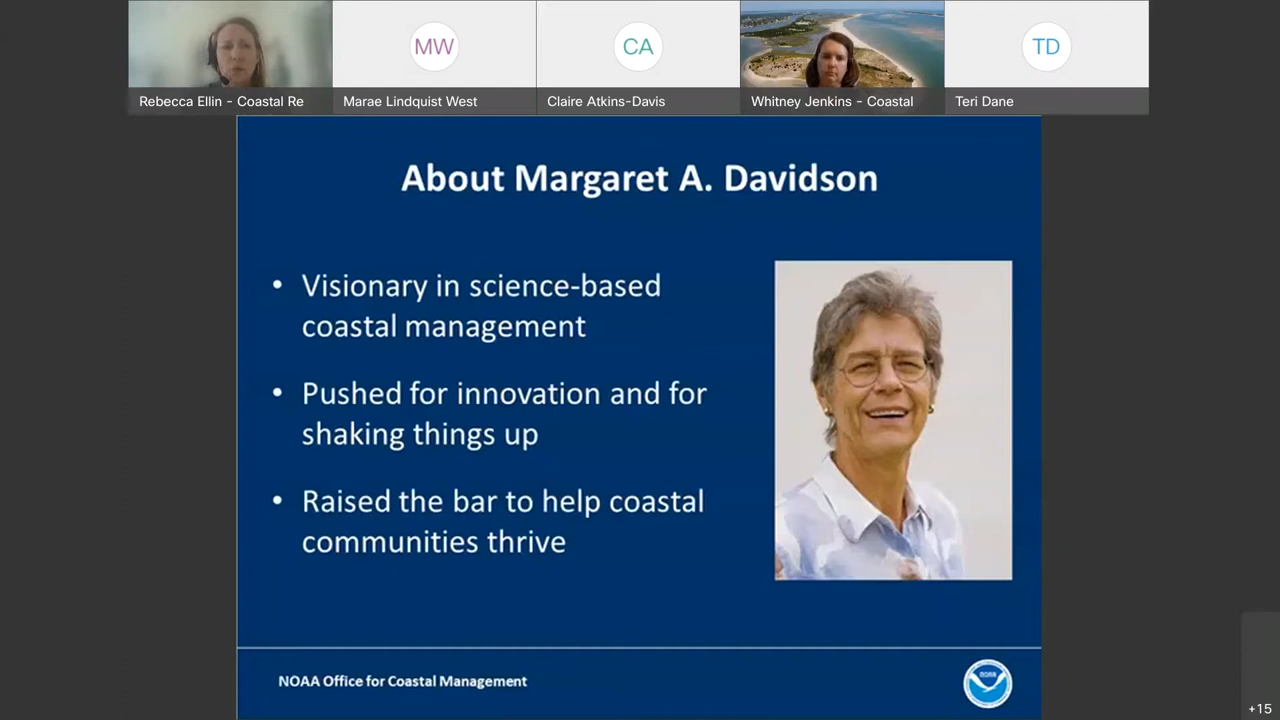 Rebecca Ellin - Coastal Re
MW
Marae Lindquist West
CA
Claire Atkins-Davis
Whitney Jenkins - Coastal
TD
Teri Dane
About Margaret A. Davidson
• Visionary in science-based
coastal management
• Pushed for innovation and for
shaking things up
• Raised the bar to help coastal
communities thrive
NOAA Office for Coastal Management
NOAA
+15